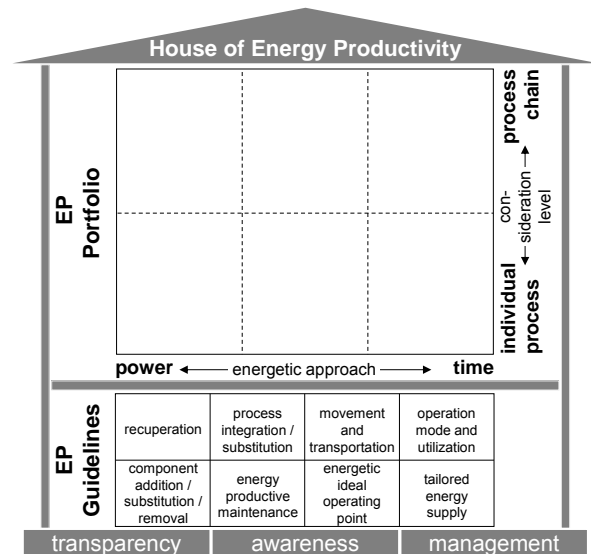 House of Energy Productivity
EP
Portfolio
process
chain
con-
sideration
level
individual
process
power
energetic approach
time
EP
Guidelines
recuperation
process
integration /
substitution
movement
and
transportation
operation
mode and
utilization
component
addition /
substitution /
removal
energy
productive
maintenance
energetic
ideal
operating
point
tailored
energy
supply
transparency
awareness
management